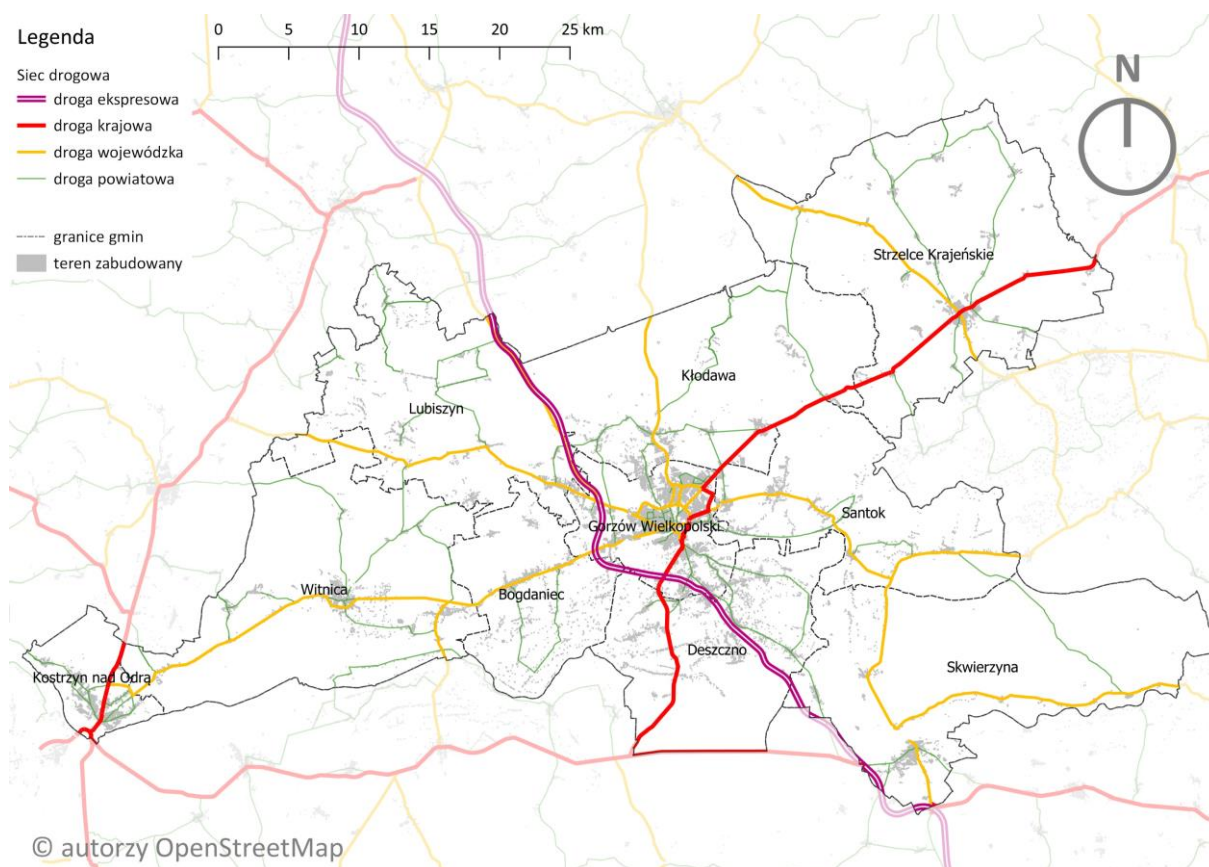 Legenda
0 5 10 15 20 25 km
Siec drogowa
droga ekspresowa
droga krajowa
droga wojewódzka
droga powiatowa
granice gmin
teren zabudowany
N
Strzelce Krajeńskie
Kłodawa
Lubiszyn
Santok
Gorzów Wielkopolski
Witnica
Bogdaniec
Deszczno
Skwierzyna
Kostrzyn nad Odrą
© autorzy OpenStreetMap